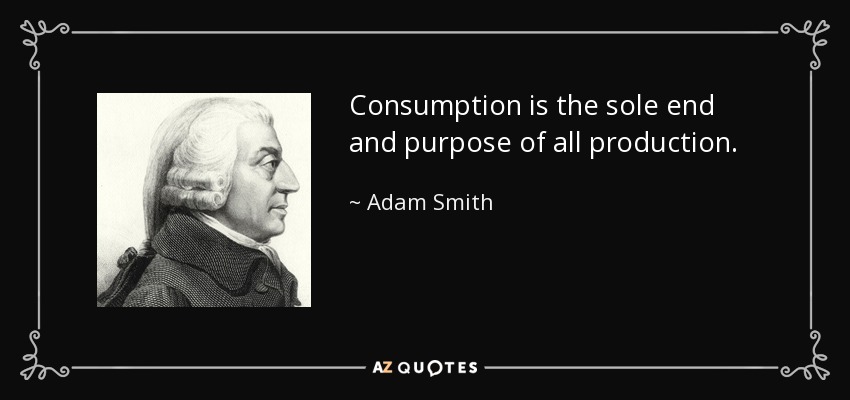 Consumption is the sole end
and purpose of all production.
~ Adam Smith
AZ QUOTES